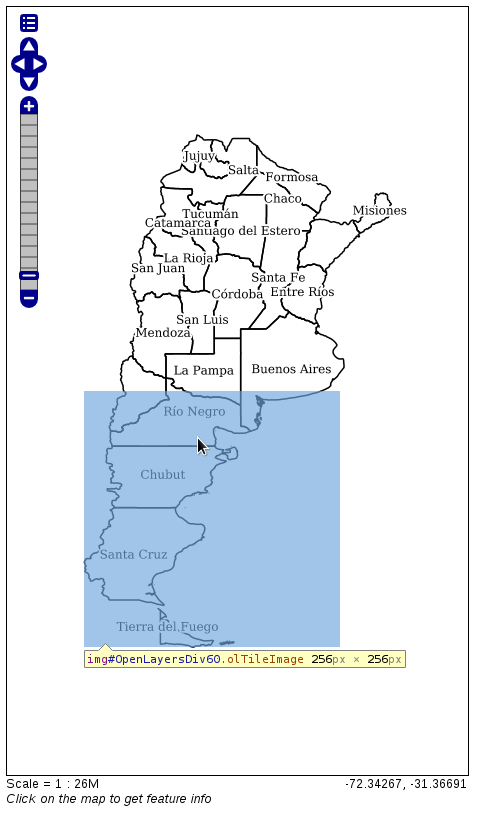 Jujuy
Salta
Formosa
Chaco
Misiones
Tucumán
Catamarca
Santiago del Estero
La Rioja
San Juan
Santa Fe
Córdoba
Entre Ríos
San Luis
Mendoza
La Pampa
Buenos Aires
Río Negro
Chubut
Santa Cruz
Tierra del Fuego
img#OpenLayersDiv60.olTileImage 256px × 256px
Scale = 1 : 26M
-72.34267, -31.36691
Click on the map to get feature info